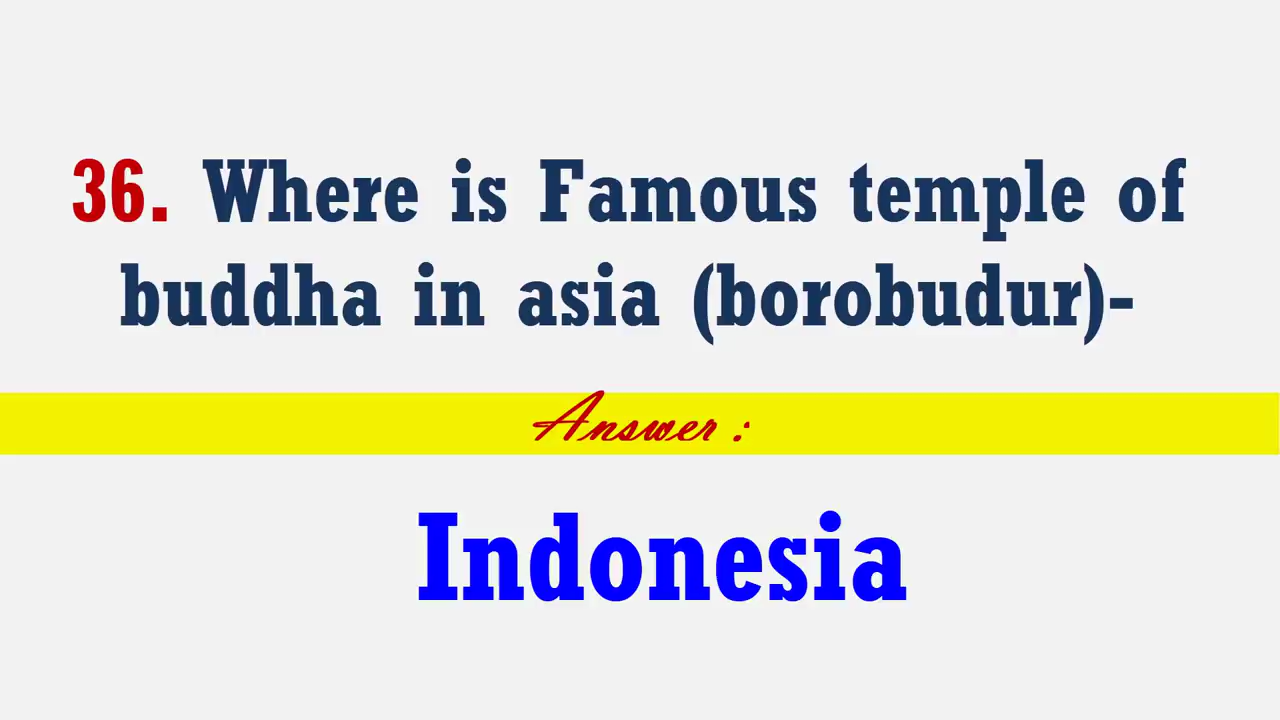 36. Where is Famous temple of
buddha in asia (borobudur)-
Answer :
Indonesia